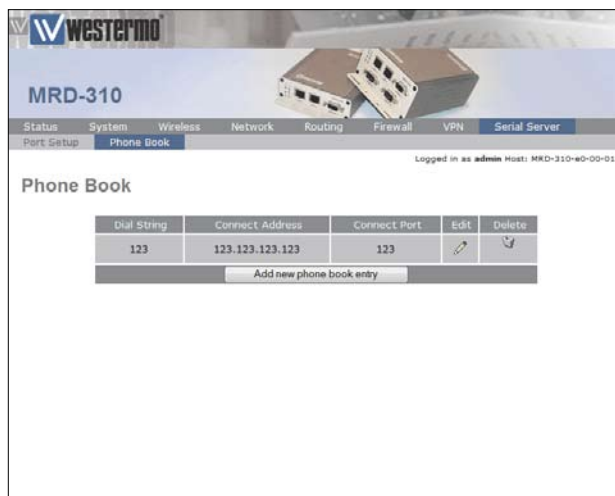 Westermo
MRD-310
Status System Wireless Network Routing Firewall VPN Serial Server
Port Setup Phone Book
Logged in as admin Host: MRD-310-e0-00-01
Phone Book
Dial String Connect Address Connect Port Edit Delete
123 123.123.123.123 123
Add new phone book entry